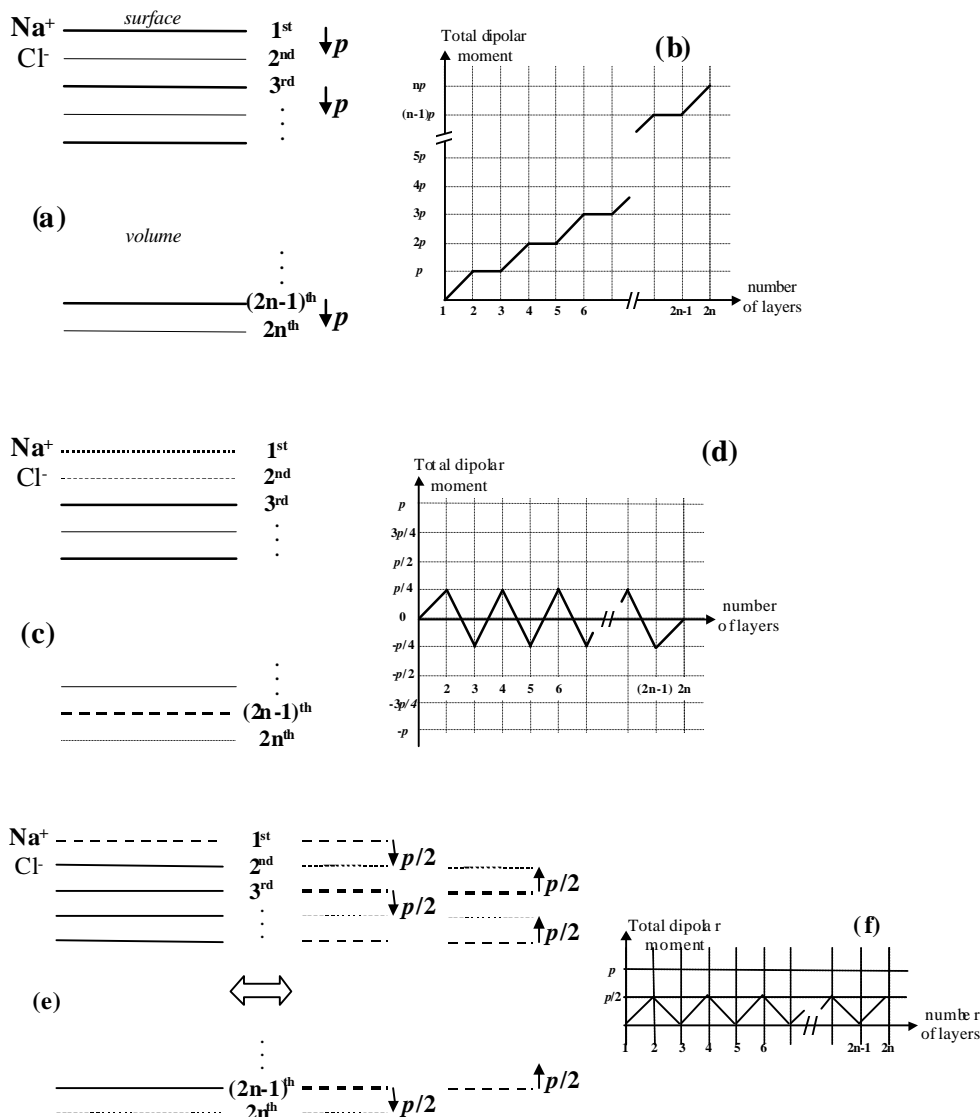 Na+ surface 1st
p
Cl- 2nd
3rd
p
(a)
volume
(2n-1)th
p
2nth
Total dipolar
moment
(b)
np
(n-1)p
5p
4p
3p
2p
p
1 2 3 4 5 6 2n-1 2n
number
of layers
Na+ 1st
Cl- 2nd
3rd
(c)
(2n-1)th
2nth
Total dipolar
moment
(d)
p
3p/4
p/2
p/4
0
-p/4
-p/2
-3p/4
-p
2 3 4 5 6 (2n-1) 2n
number
of layers
Na+ 1st
p/2
Cl- 2nd
3rd
p/2
p/2
p/2
(e)
(2n-1)th
p/2
p/2
2nth
Total dipolar
moment
(f)
p
p/2
1 2 3 4 5 6 2n-1 2n
number
of layers